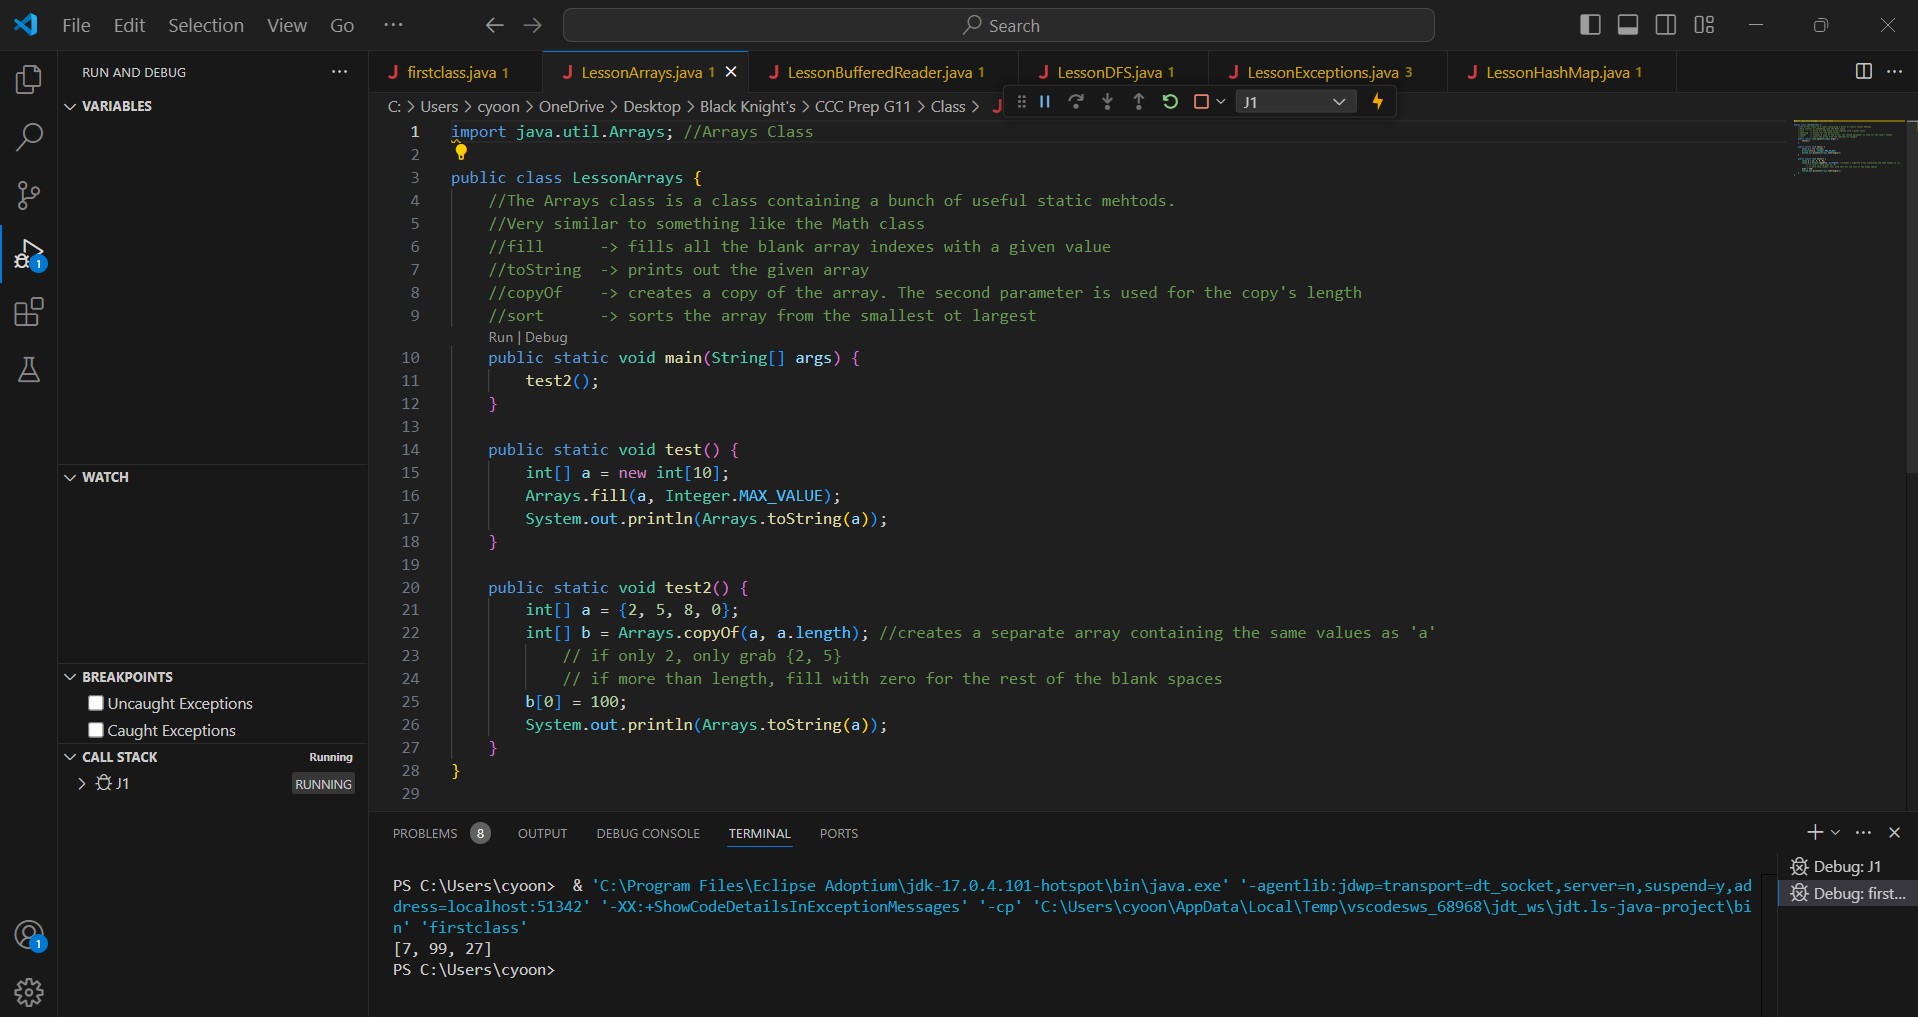 File Edit Selection View Go ··· Search
RUN AND DEBUG ···
VARIABLES
WATCH
BREAKPOINTS
Uncaught Exceptions
Caught Exceptions
CALL STACK Running
J1 RUNNING
J firstclass.java 1 J LessonArrays.java 1 J LessonBufferedReader.java 1 J LessonDFS.java 1 J LessonExceptions.java 3 J LessonHashMap.java 1
C: > Users > cyoon > OneDrive > Desktop > Black Knight's > CCC Prep G11 > Class > J
J1
1 import java.util.Arrays; //Arrays Class
2
3 public class LessonArrays {
4 //The Arrays class is a class containing a bunch of useful static mehtods.
5 //Very similar to something like the Math class
6 //fill -> fills all the blank array indexes with a given value
7 //toString -> prints out the given array
8 //copyOf -> creates a copy of the array. The second parameter is used for the copy's length
9 //sort -> sorts the array from the smallest ot largest
Run | Debug
10 public static void main(String[] args) {
11 test2();
12 }
13
14 public static void test() {
15 int[] a = new int[10];
16 Arrays.fill(a, Integer.MAX_VALUE);
17 System.out.println(Arrays.toString(a));
18 }
19
20 public static void test2() {
21 int[] a = {2, 5, 8, 0};
22 int[] b = Arrays.copyOf(a, a.length); //creates a separate array containing the same values as 'a'
23 // if only 2, only grab {2, 5}
24 // if more than length, fill with zero for the rest of the blank spaces
25 b[0] = 100;
26 System.out.println(Arrays.toString(a));
27 }
28 }
29
PROBLEMS 8 OUTPUT DEBUG CONSOLE TERMINAL PORTS
PS C:\Users\cyoon> & 'C:\Program Files\Eclipse Adoptium\jdk-17.0.4.101-hotspot\bin\java.exe' '-agentlib:jdwp=transport=dt_socket,server=n,suspend=y,ad
dress=localhost:51342' '-XX:+ShowCodeDetailsInExceptionMessages' '-cp' 'C:\Users\cyoon\AppData\Local\Temp\vscodesws_68968\jdt_ws\jdt.ls-java-project\bi
n' 'firstclass'
[7, 99, 27]
PS C:\Users\cyoon>
Debug: J1
Debug: first...
1
1